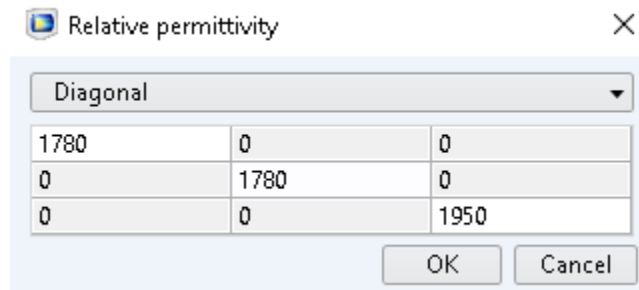 Relative permittivity
Diagonal
1780 0 0
0 1780 0
0 0 1950
OK Cancel